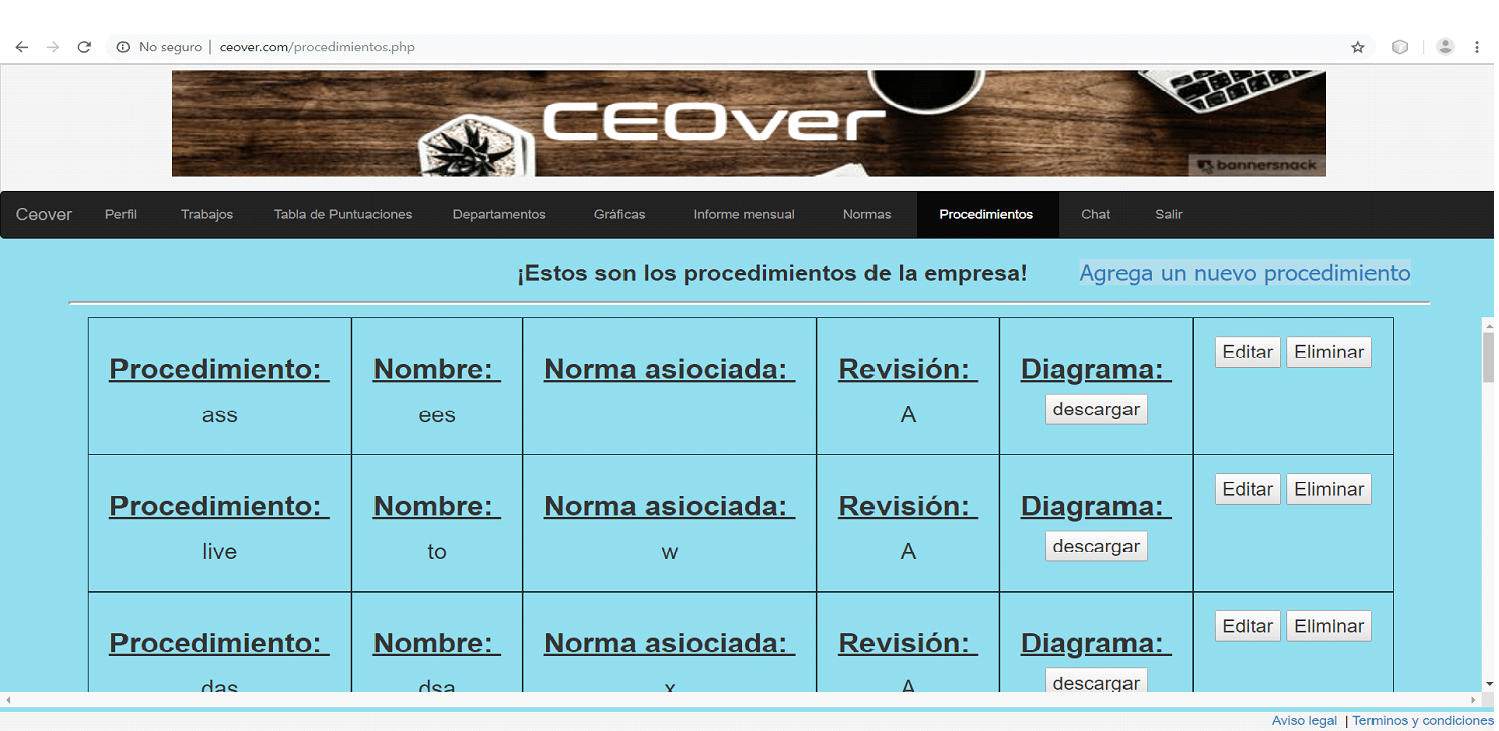 No seguro | ceover.com/procedimientos.php
CEOver
bannersnack
Ceover Perfil Trabajos Tabla de Puntuaciones Departamentos Gráficas Informe mensual Normas Procedimientos Chat Salir
¡Estos son los procedimientos de la empresa! Agrega un nuevo procedimiento
Procedimiento: Nombre: Norma asiociada: Revisión: Diagrama: Editar Eliminar
ass ees A descargar
Procedimiento: Nombre: Norma asiociada: Revisión: Diagrama: Editar Eliminar
live to w A descargar
Procedimiento: Nombre: Norma asiociada: Revisión: Diagrama: Editar Eliminar
das dsa x A descargar
Aviso legal | Terminos y condiciones